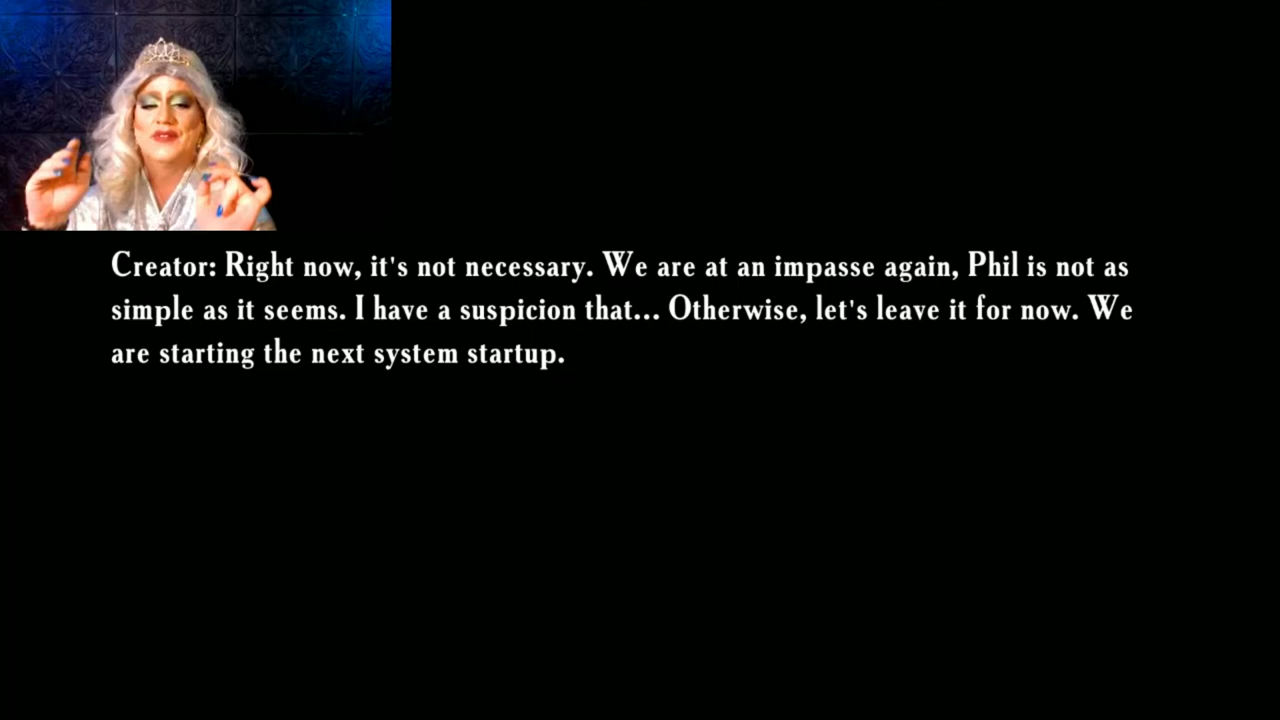 Creator: Right now, it's not necessary. We are at an impasse again, Phil is not as
simple as it seems. I have a suspicion that... Otherwise, let's leave it for now. We
are starting the next system startup.